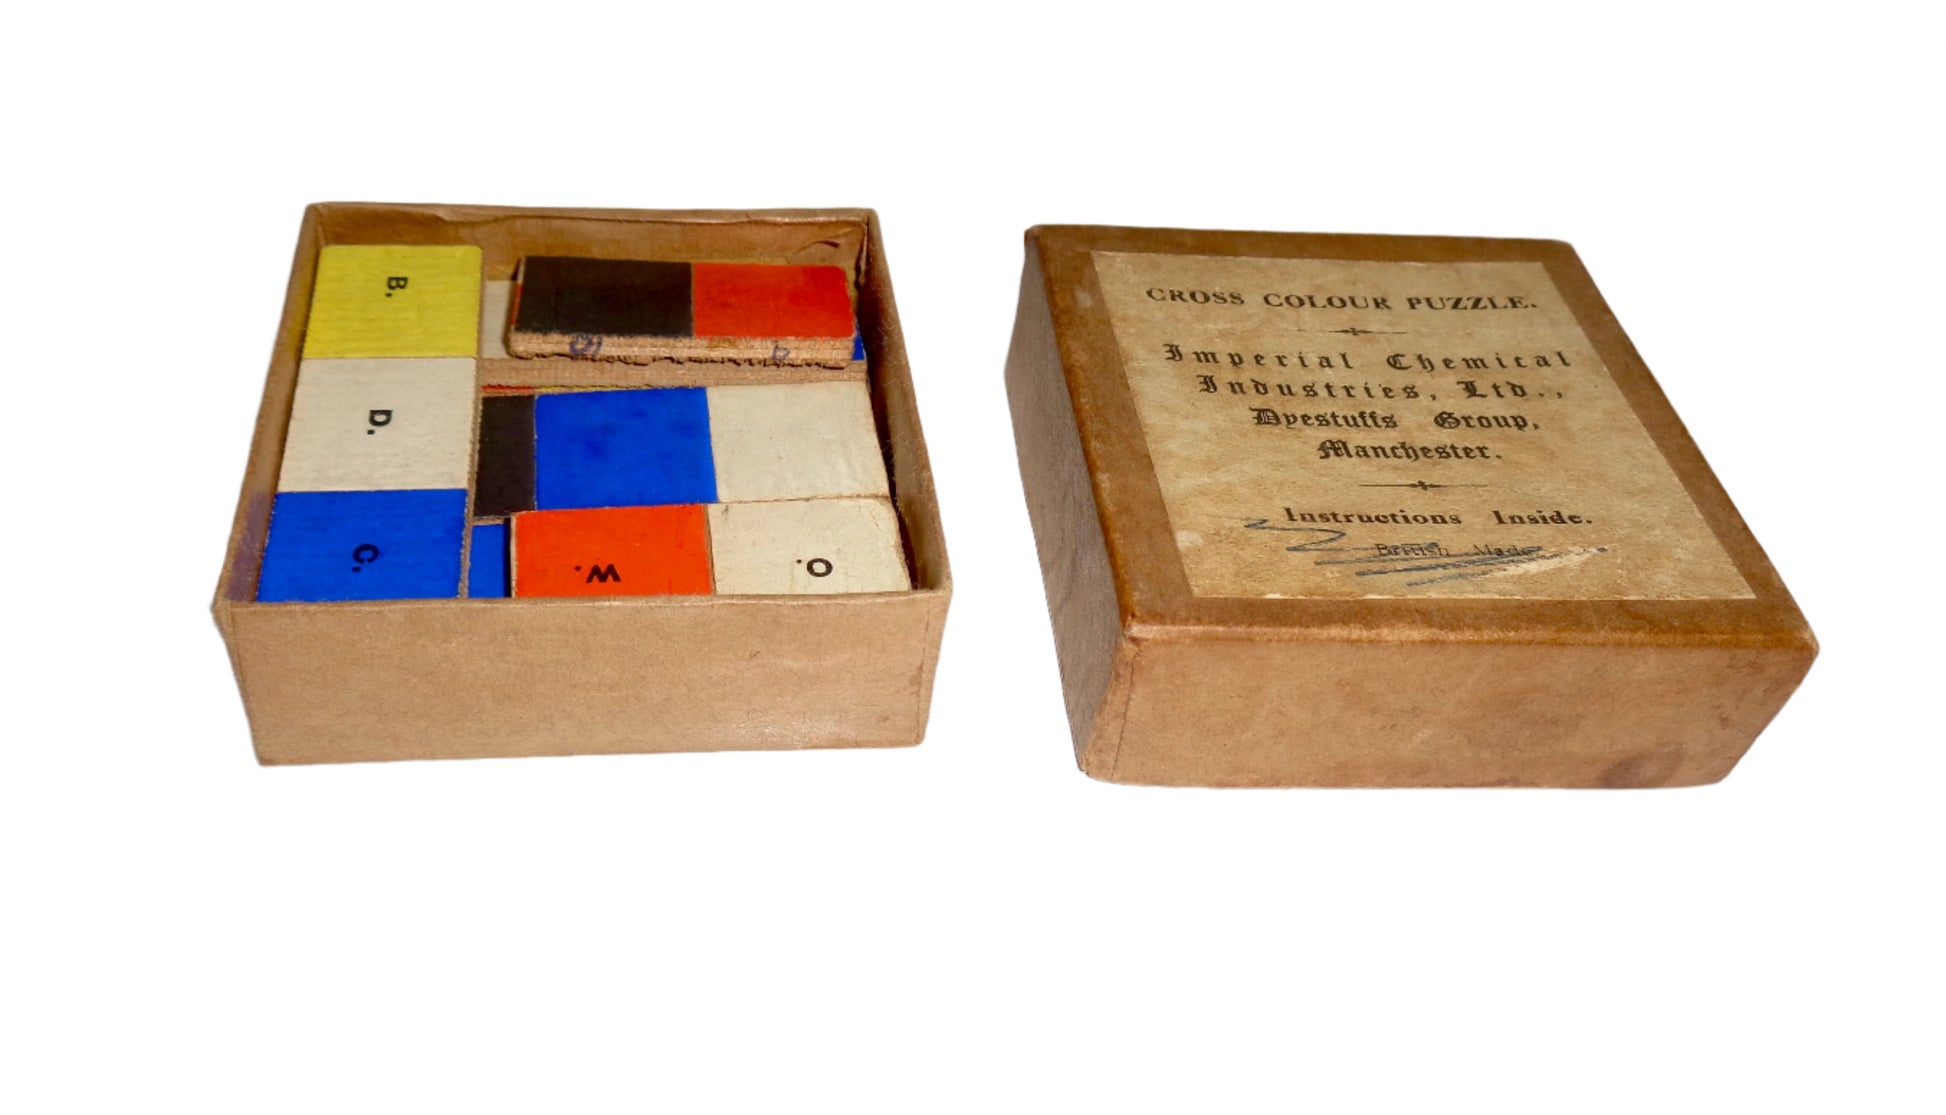 B.
D.
C.
W.
O.
CROSS COLOUR PUZZLE.
Imperial Chemical
Industries, Ltd.,
Dyestuffs Group,
Manchester.
Instructions Inside.
British Made